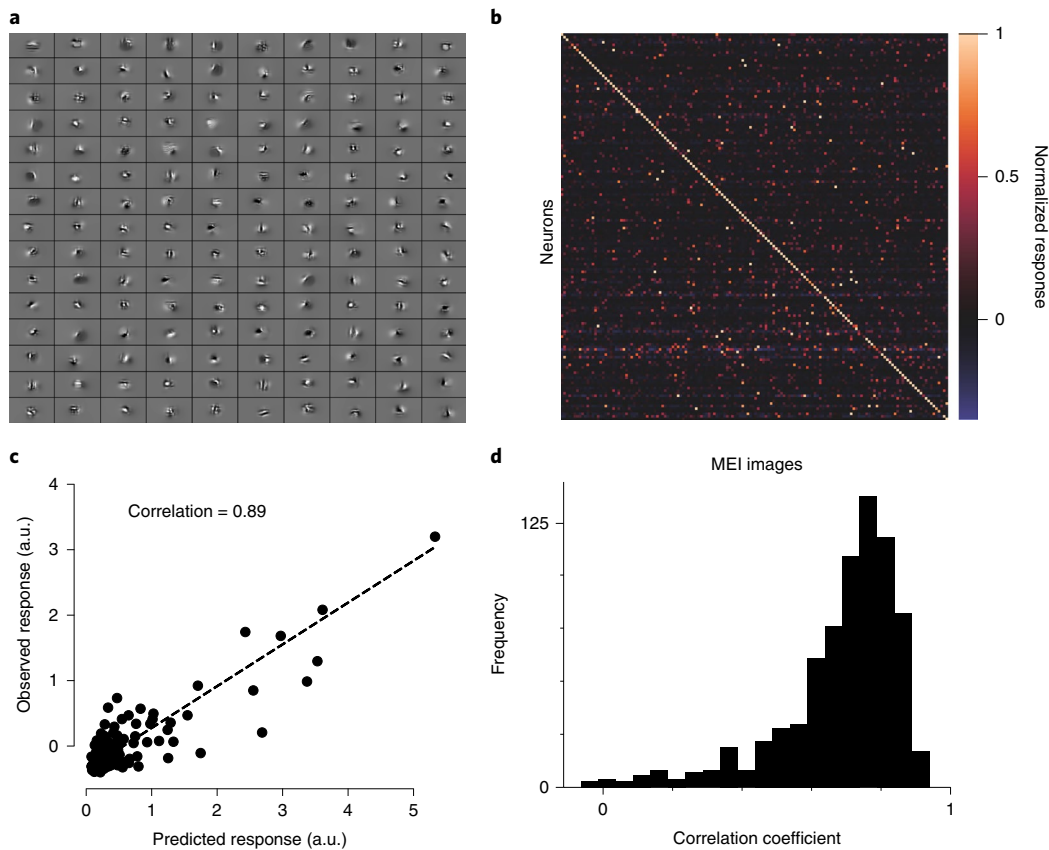 a
b
1
0.5
0
Normalized response
Neurons
c
Correlation = 0.89
4
3
2
1
0
Observed response (a.u.)
0
1
2
3
4
5
Predicted response (a.u.)
d
MEI images
125
0
Frequency
0
1
Correlation coefficient